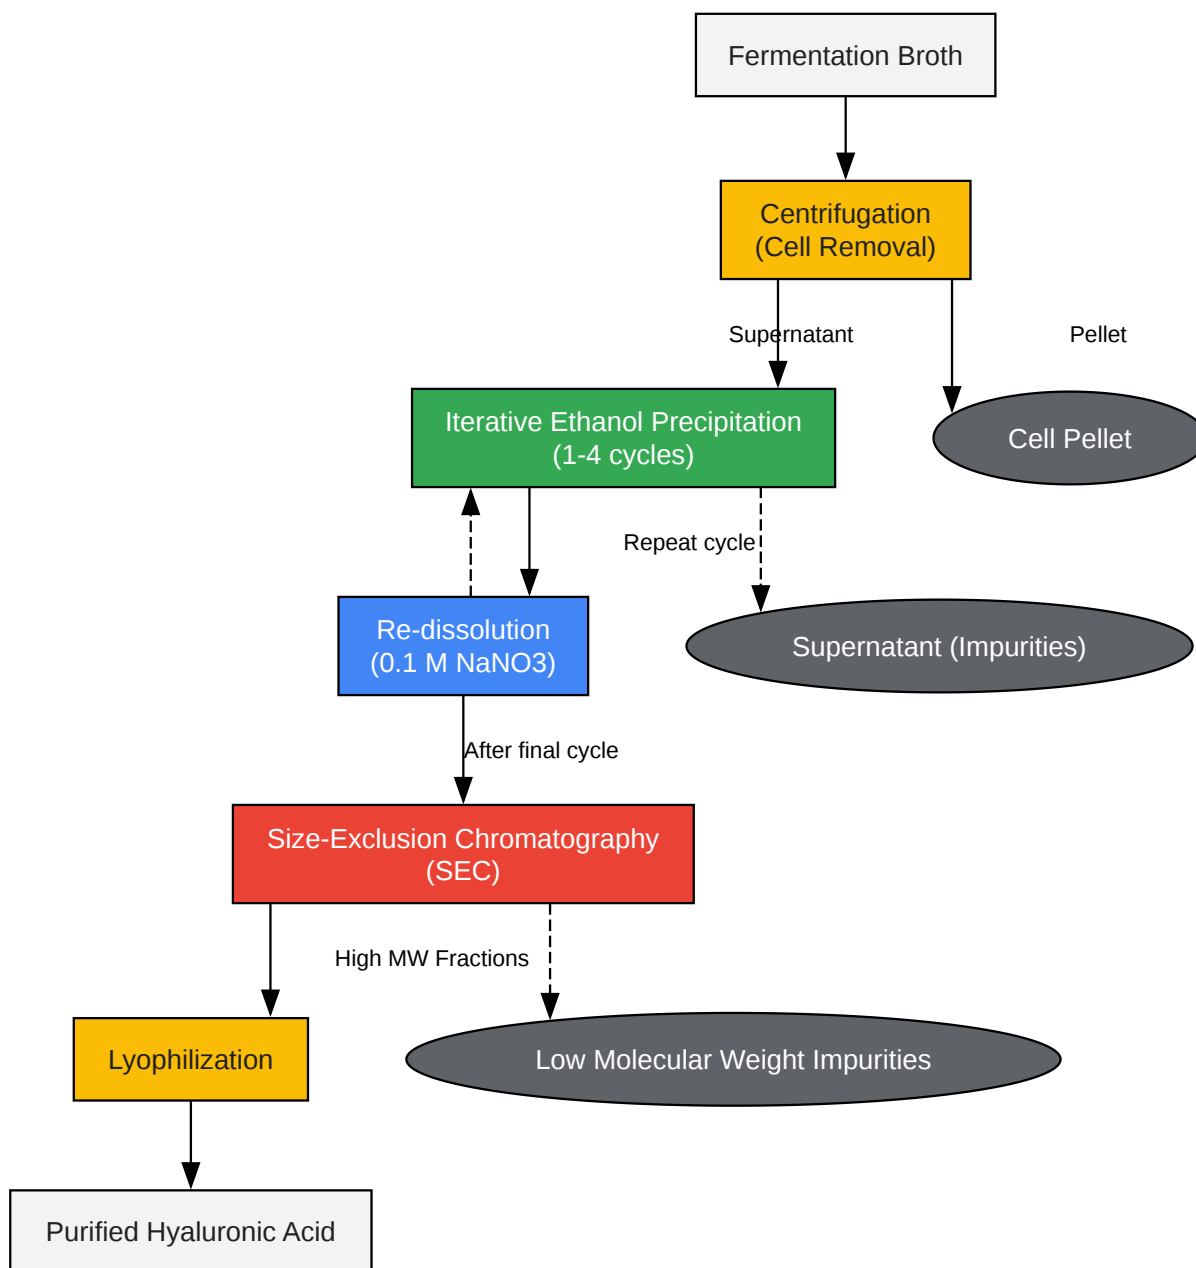 Fermentation Broth
Centrifugation
(Cell Removal)
Supernatant
Pellet
Iterative Ethanol Precipitation
(1-4 cycles)
Cell Pellet
Repeat cycle
Re-dissolution
(0.1 M NaNO3)
Supernatant (Impurities)
After final cycle
Size-Exclusion Chromatography
(SEC)
High MW Fractions
Lyophilization
Low Molecular Weight Impurities
Purified Hyaluronic Acid